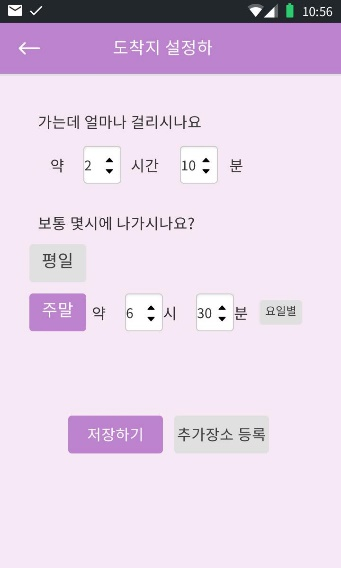 10:56
도착지 설정하
가는데 얼마나 걸리시나요
약 2 시간 10 분
보통 몇시에 나가시나요?
평일
주말 약 6 시 30 분 요일별
저장하기 추가장소 등록